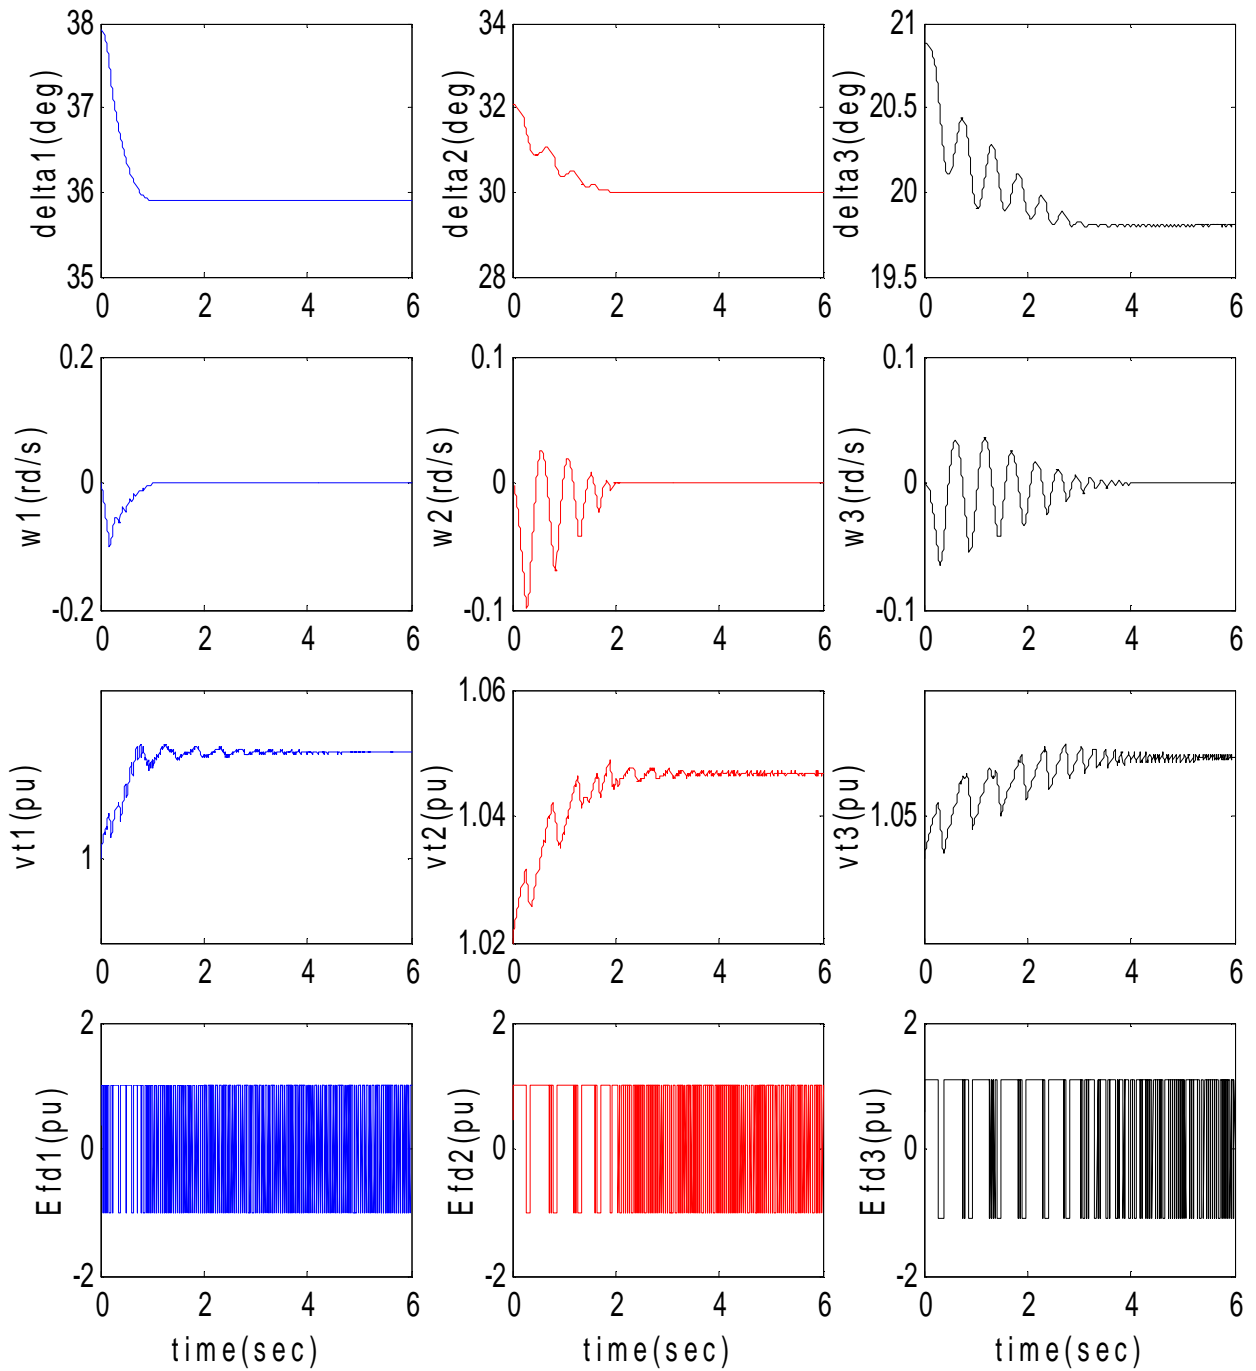 38
37
36
35
delta1(deg)
0 2 4 6
34
32
30
28
delta2(deg)
0 2 4 6
21
20.5
20
19.5
delta3(deg)
0 2 4 6
0.2
0
-0.2
w1(rd/s)
0 2 4 6
0.1
0
-0.1
w2(rd/s)
0 2 4 6
0.1
0
-0.1
w3(rd/s)
0 2 4 6
1
vt1(pu)
0 2 4 6
1.06
1.04
1.02
vt2(pu)
0 2 4 6
1.05
vt3(pu)
0 2 4 6
2
0
-2
Efd1(pu)
0 2 4 6
time(sec)
2
0
-2
Efd2(pu)
0 2 4 6
time(sec)
2
0
-2
Efd3(pu)
0 2 4 6
time(sec)